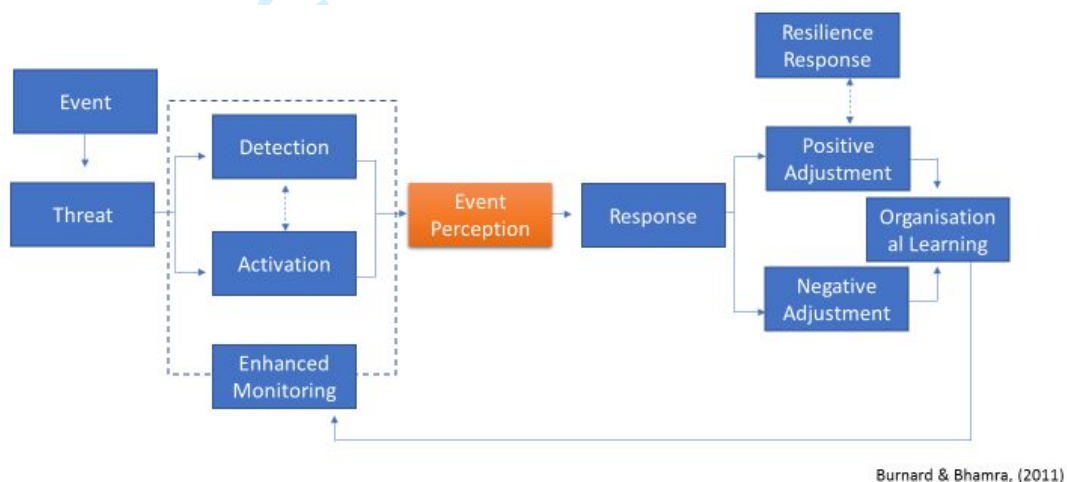 Event
Threat
Detection
Activation
Enhanced
Monitoring
Event
Perception
Response
Resilience
Response
Positive
Adjustment
Negative
Adjustment
Organisation
al Learning
Burnard & Bhamra, (2011)